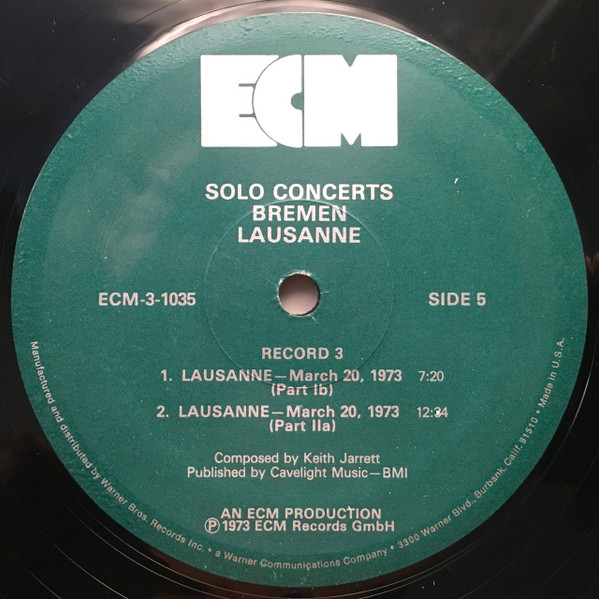 ECM
SOLO CONCERTS
BREMEN
LAUSANNE
ECM-3-1035
SIDE 5
RECORD 3
1. LAUSANNE—March 20, 1973 7:20
(Part Ib)
2. LAUSANNE—March 20, 1973 12:34
(Part IIa)
Composed by Keith Jarrett
Published by Cavelight Music—BMI
AN ECM PRODUCTION
Ⓟ 1973 ECM Records GmbH
Manufactured and distributed by Warner Bros. Records Inc. • a Warner Communications Company • 3300 Warner Blvd., Burbank, Calif. 91510 • Made in U.S.A.